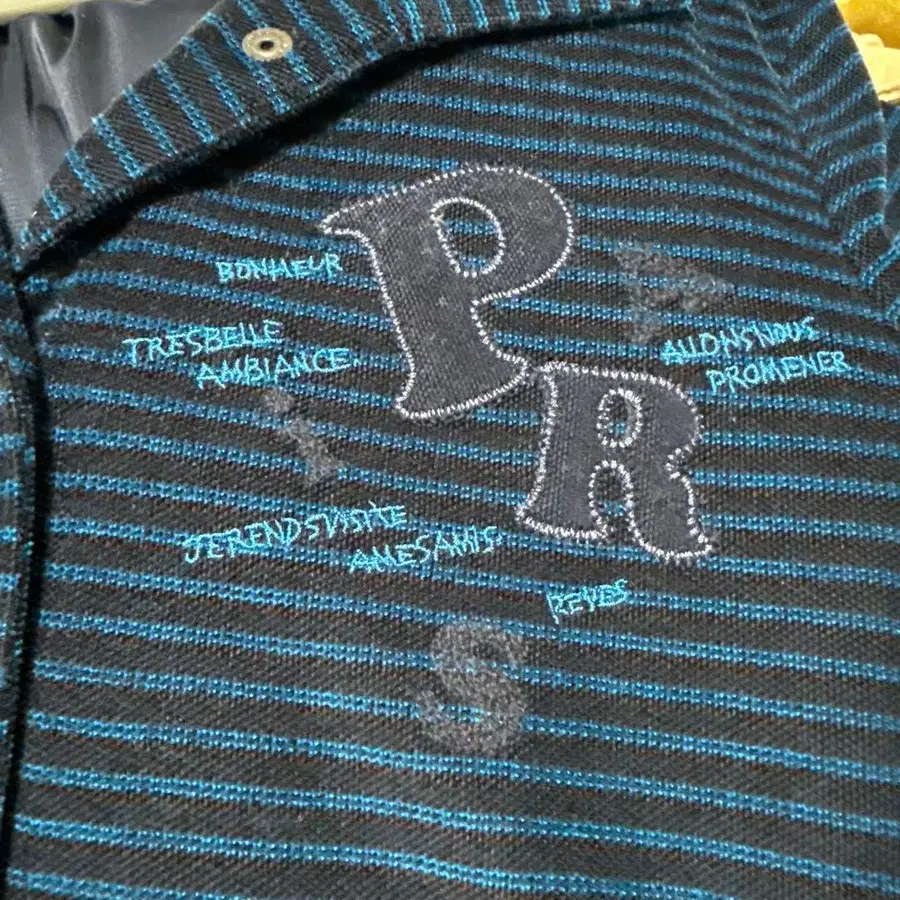 P
A
BONHEUR
TRESBELLE
AMBIANCE
ALLONSNOUS
PROMENER
R
i
JERENDSVISITE
AMESAMIS
REVES
S